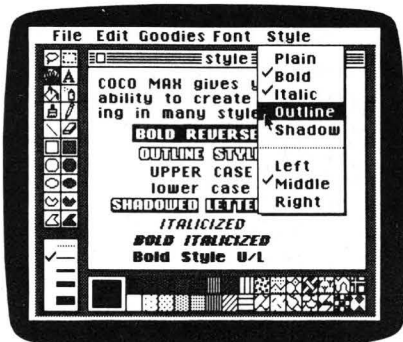 File Edit Goodies Font Style
style
Plain
Bold
Italic
Outline
Shadow
Left
Middle
Right
A
COCO MAX gives y
ability to create
ing in many style
BOLD REVERSE
OUTLINE STYL
UPPER CASE
lower case
SHADOWED LETTE
ITALICIZED
BOLD ITALICIZED
Bold Style U/L